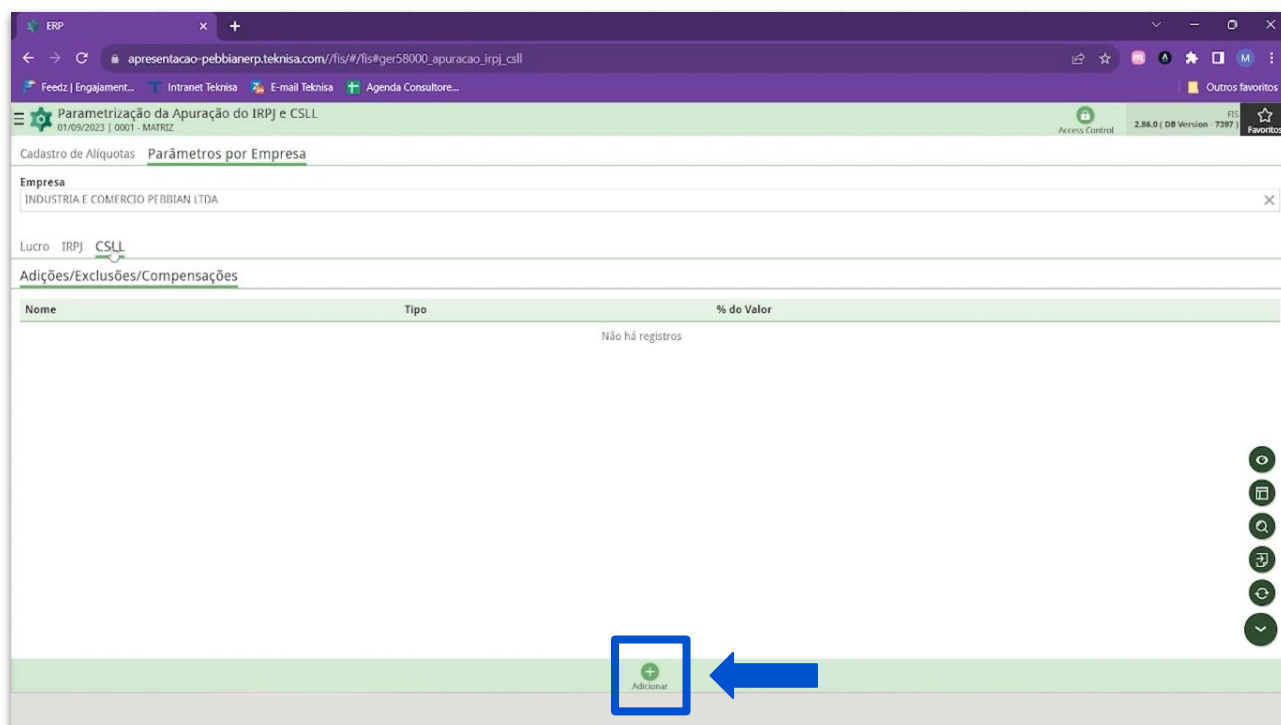 ERP
apresentacao-pebbianerp.teknisa.com//fis/#/fis#ger58000_apuracao_irpj_csll
M
Feedz | Engajament... Intranet Teknisa E-mail Teknisa Agenda Consultore... Outros favoritos
Parametrização da Apuração do IRPJ e CSLL
01/09/2023 | 0001 - MATRIZ
Access Control
FIS
2.86.0 ( DB Version - 7397 )
Favoritos
Cadastro de Alíquotas Parâmetros por Empresa
Empresa
INDUSTRIA E COMERCIO PEBBIAN LTDA
Lucro IRPJ CSLL
Adições/Exclusões/Compensações
Nome Tipo % do Valor
Não há registros
Adicionar